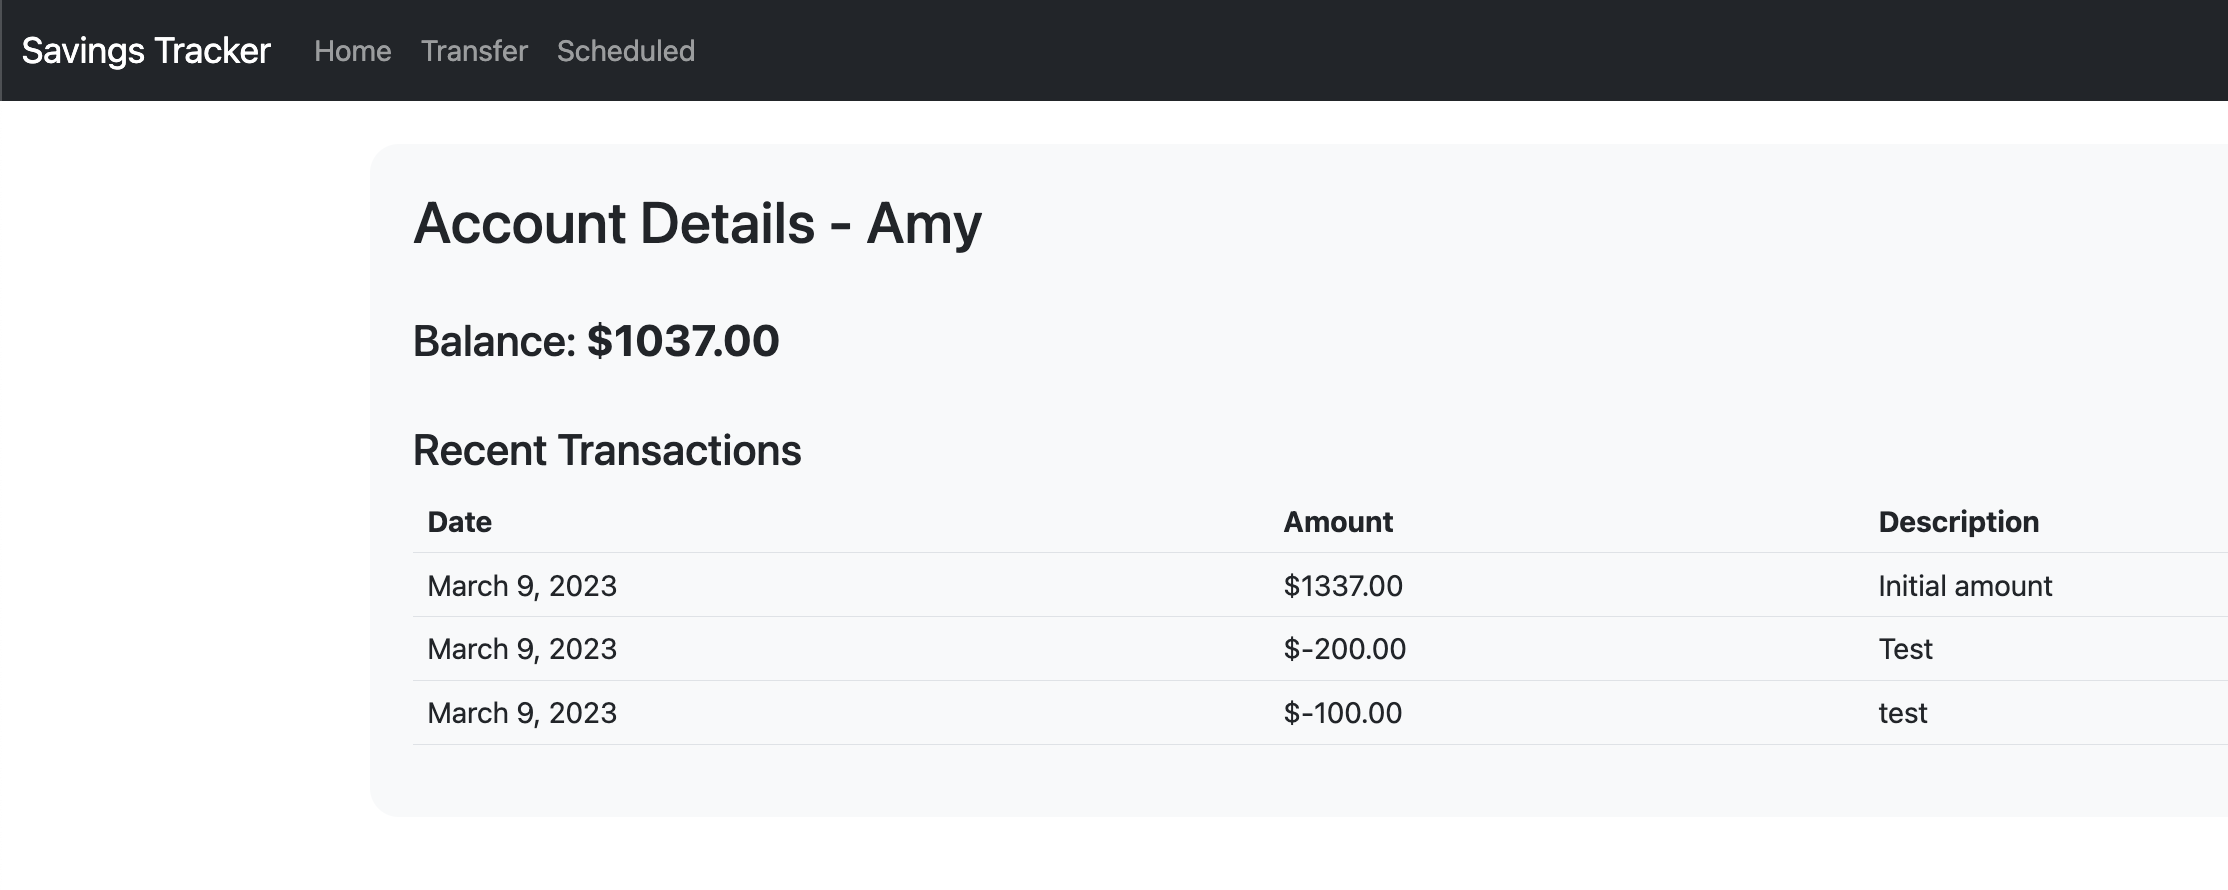 Savings Tracker Home Transfer Scheduled
Account Details - Amy
Balance: $1037.00
Recent Transactions
Date Amount Description
March 9, 2023 $1337.00 Initial amount
March 9, 2023 $-200.00 Test
March 9, 2023 $-100.00 test